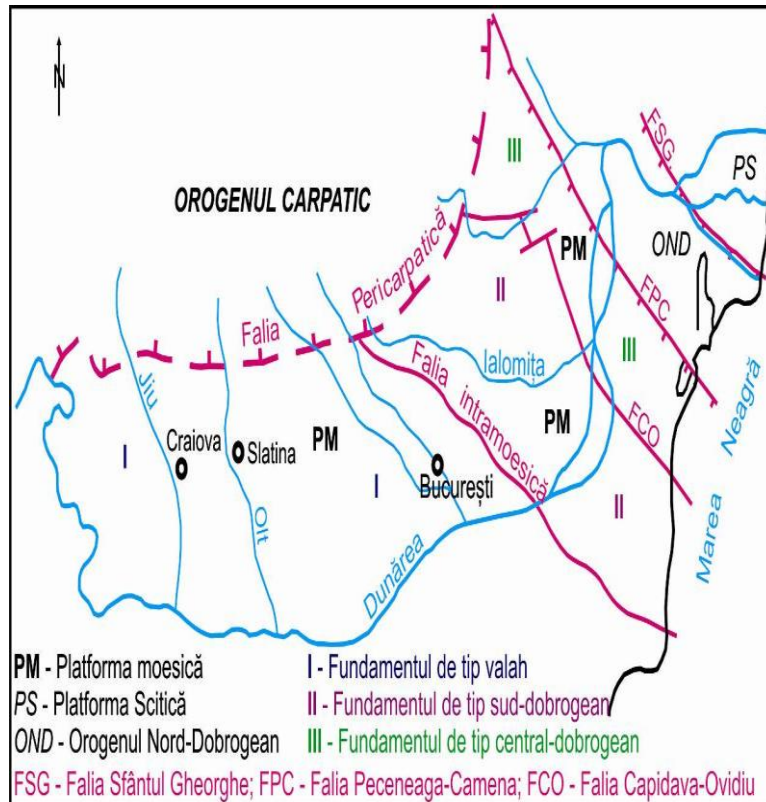 N
FSG
III
PS
OROGENUL CARPATIC
PM
OND
Falia Pericarpatică
II
FPC
Ialomița
III
Jiu
Falia intramoesică
Neagră
Craiova
Slatina
PM
PM
FCO
I
I
București
II
Olt
Marea
Dunărea
PM - Platforma moesică
I - Fundamentul de tip valah
PS - Platforma Scitică
II - Fundamentul de tip sud-dobrogean
OND - Orogenul Nord-Dobrogean
III - Fundamentul de tip central-dobrogean
FSG - Falia Sfântul Gheorghe; FPC - Falia Peceneaga-Camena; FCO - Falia Capidava-Ovidiu